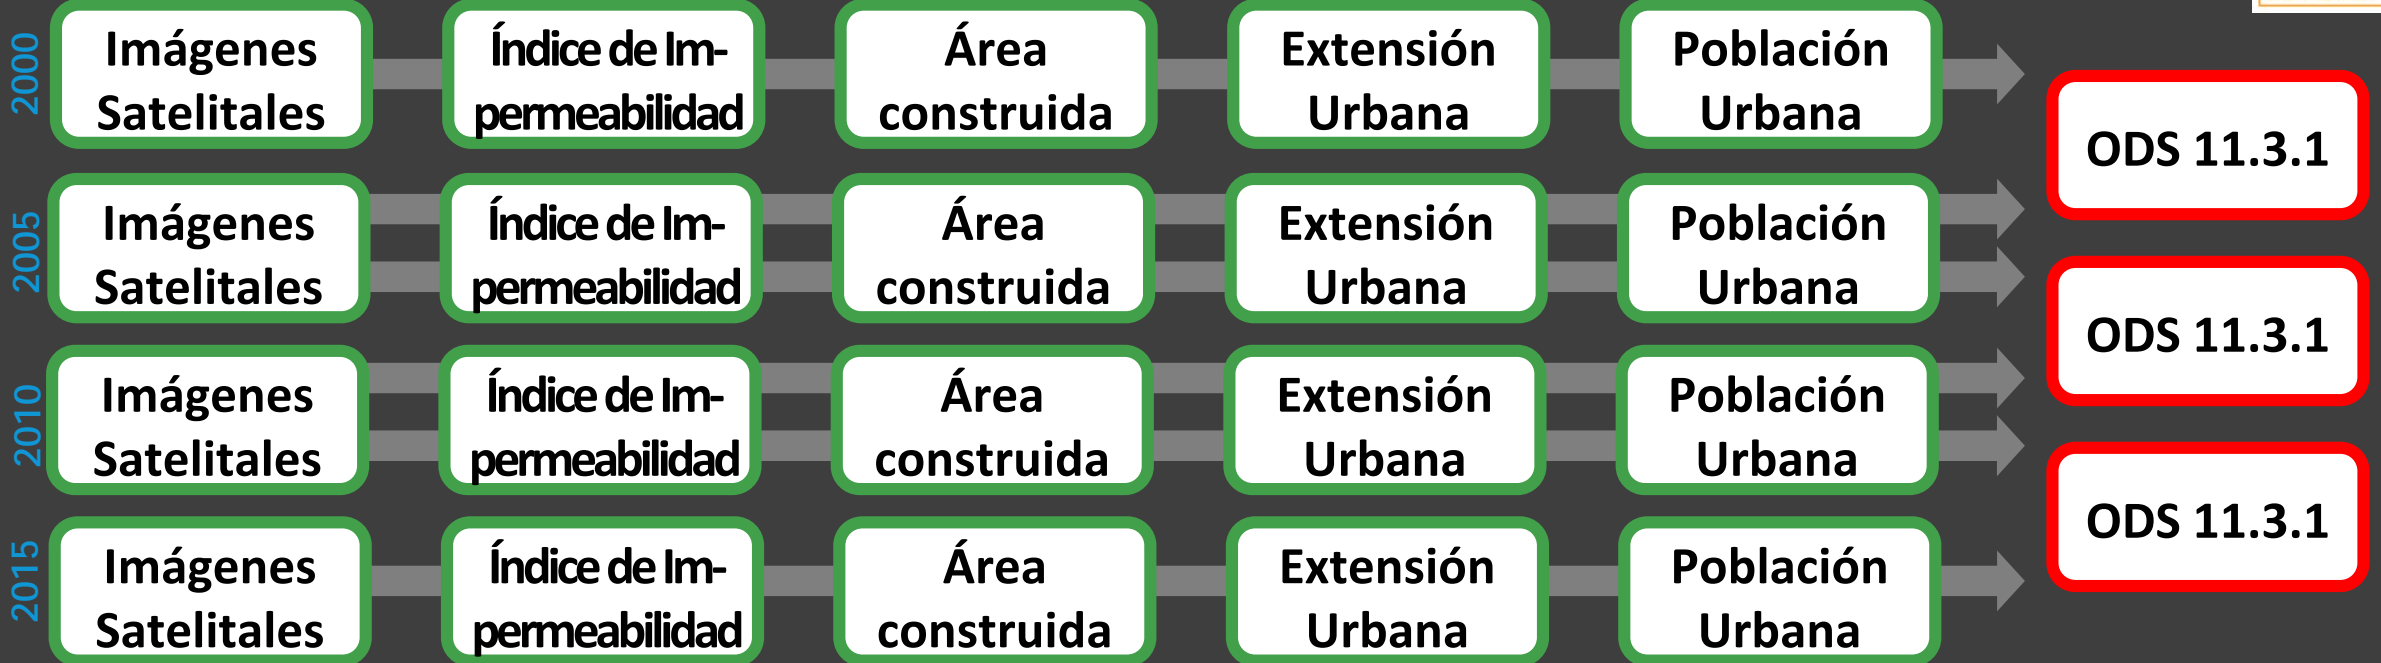 2000
Imágenes
Satelitales
Índice de Im-
permeabilidad
Área
construida
Extensión
Urbana
Población
Urbana
ODS 11.3.1
2005
Imágenes
Satelitales
Índice de Im-
permeabilidad
Área
construida
Extensión
Urbana
Población
Urbana
ODS 11.3.1
2010
Imágenes
Satelitales
Índice de Im-
permeabilidad
Área
construida
Extensión
Urbana
Población
Urbana
ODS 11.3.1
2015
Imágenes
Satelitales
Índice de Im-
permeabilidad
Área
construida
Extensión
Urbana
Población
Urbana